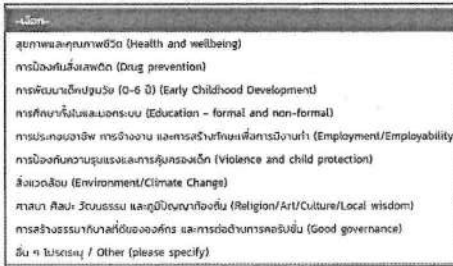 -เลือก-
สุขภาพและคุณภาพชีวิต (Health and wellbeing)
การป้องกันสิ่งเสพติด (Drug prevention)
การพัฒนาเด็กปฐมวัย (0-6 ปี) (Early Childhood Development)
การศึกษาทั้งในและนอกระบบ (Education – formal and non-formal)
การประกอบอาชีพ การจ้างงาน และการสร้างทักษะเพื่อการมีงานทำ (Employment/Employability
การป้องกันความรุนแรงและการคุ้มครองเด็ก (Violence and child protection)
สิ่งแวดล้อม (Environment/Climate Change)
ศาสนา ศิลปะ วัฒนธรรม และภูมิปัญญาท้องถิ่น (Religion/Art/Culture/Local wisdom)
การสร้างธรรมาภิบาลที่ดีขององค์กร และการต่อต้านการคอรัปชั่น (Good governance)
อื่น ๆ โปรดระบุ / Other (please specify)